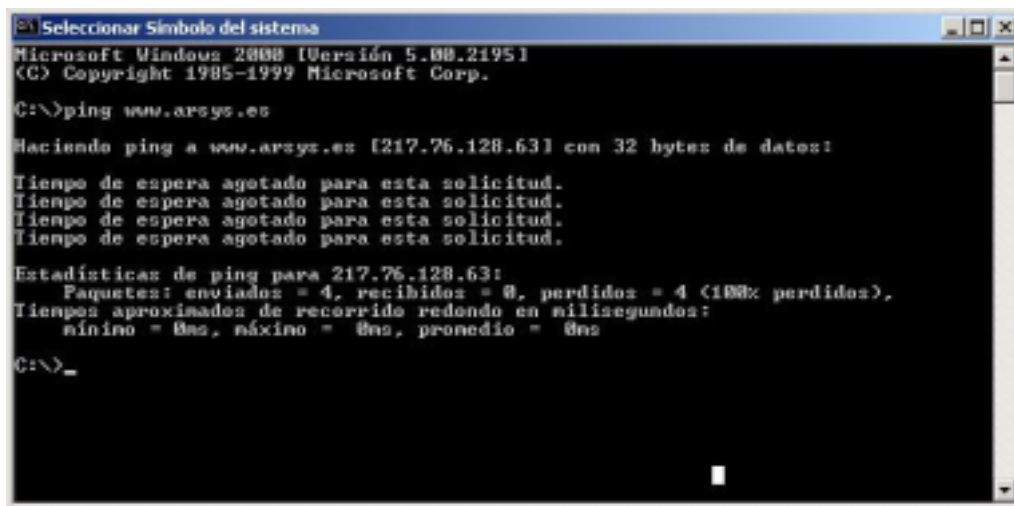 Seleccionar Símbolo del sistema
Microsoft Windows 2000 [Versión 5.00.2195]
(C) Copyright 1985-1999 Microsoft Corp.
C:\>ping www.arsys.es
Haciendo ping a www.arsys.es [217.76.128.63] con 32 bytes de datos:
Tiempo de espera agotado para esta solicitud.
Tiempo de espera agotado para esta solicitud.
Tiempo de espera agotado para esta solicitud.
Tiempo de espera agotado para esta solicitud.
Estadísticas de ping para 217.76.128.63:
Paquetes: enviados = 4, recibidos = 0, perdidos = 4 (100% perdidos),
Tiempos aproximados de recorrido redondo en milisegundos:
mínimo = 0ms, máximo =  0ms, promedio =  0ms
C:\>_